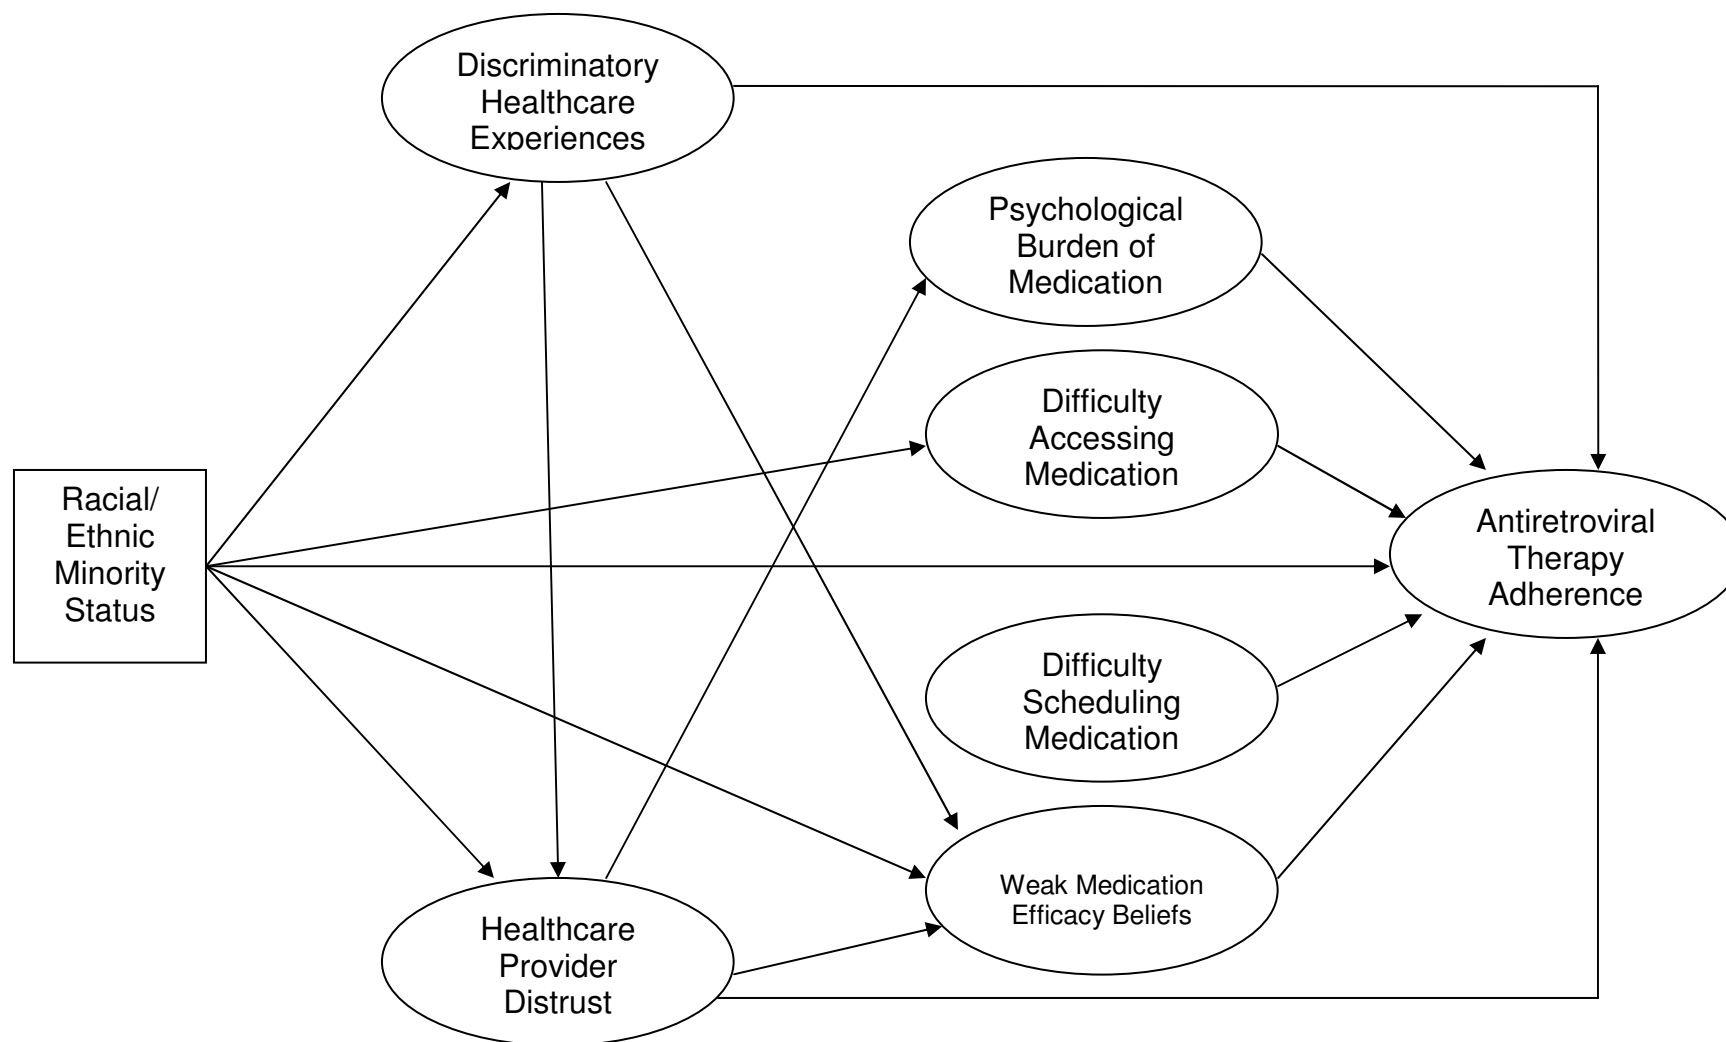 Discriminatory
Healthcare
Experiences
Psychological
Burden of
Medication
Difficulty
Accessing
Medication
Racial/
Ethnic
Minority
Status
Antiretroviral
Therapy
Adherence
Difficulty
Scheduling
Medication
Weak Medication
Efficacy Beliefs
Healthcare
Provider
Distrust